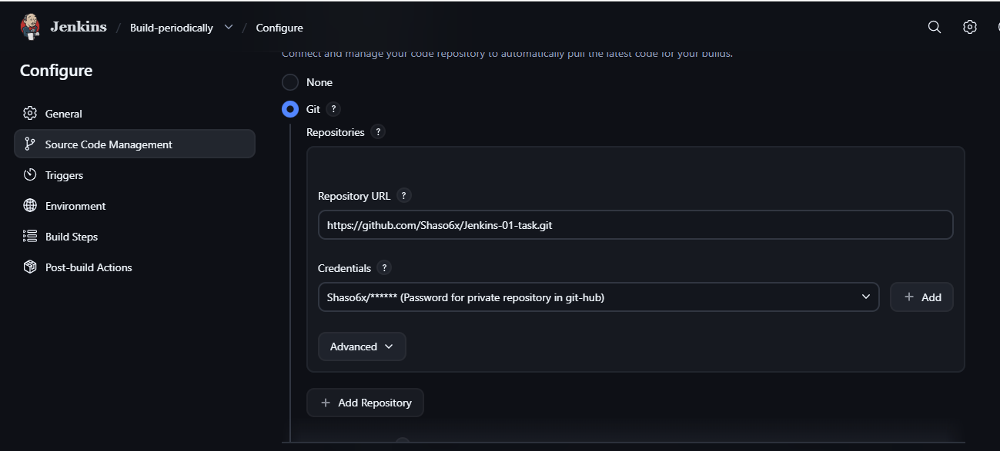 Jenkins / Build-periodically / Configure
Configure
General
Source Code Management
Triggers
Environment
Build Steps
Post-build Actions
Connect and manage your code repository to automatically pull the latest code for your builds.
None
Git ?
Repositories ?
Repository URL ?
https://github.com/Shaso6x/Jenkins-01-task.git
Credentials ?
Shaso6x/****** (Password for private repository in git-hub)
+ Add
Advanced
+ Add Repository